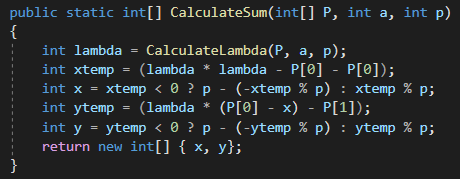 public static int[] CalculateSum(int[] P, int a, int p)
{
    int lambda = CalculateLambda(P, a, p);
    int xtemp = (lambda * lambda - P[0] - P[0]);
    int x = xtemp < 0 ? p - (-xtemp % p) : xtemp % p;
    int ytemp = (lambda * (P[0] - x) - P[1]);
    int y = ytemp < 0 ? p - (-ytemp % p) : ytemp % p;
    return new int[] { x, y};
}